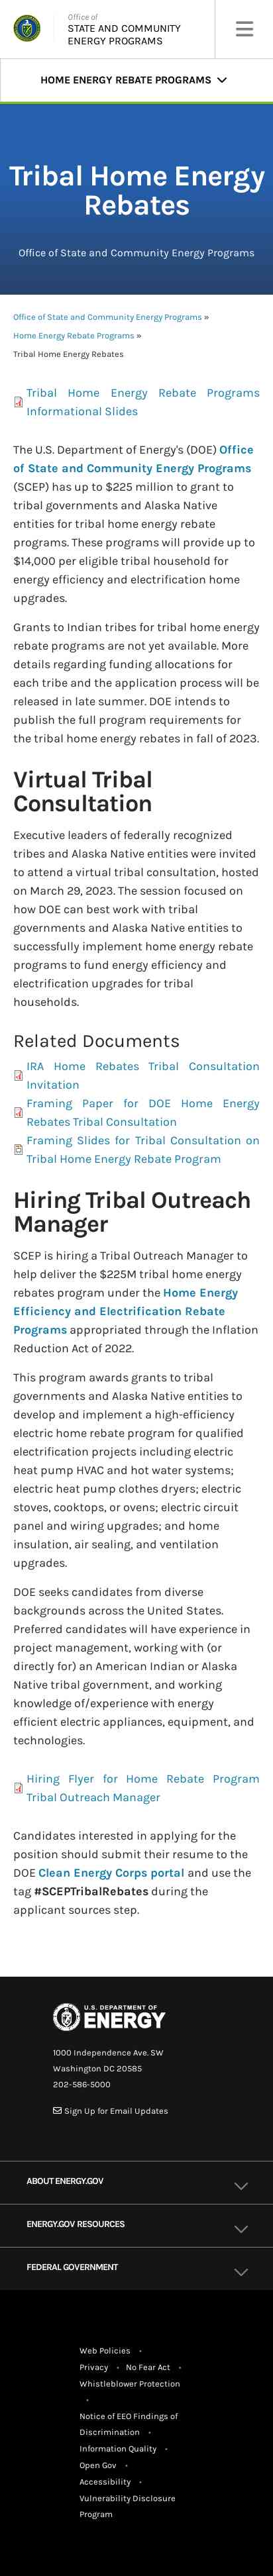 Office of
STATE AND COMMUNITY
ENERGY PROGRAMS
HOME ENERGY REBATE PROGRAMS
Tribal Home Energy
Rebates
Office of State and Community Energy Programs
Office of State and Community Energy Programs »
Home Energy Rebate Programs »
Tribal Home Energy Rebates
Tribal Home Energy Rebate Programs
Informational Slides
The U.S. Department of Energy's (DOE) Office
of State and Community Energy Programs
(SCEP) has up to $225 million to grant to
tribal governments and Alaska Native
entities for tribal home energy rebate
programs. These programs will provide up to
$14,000 per eligible tribal household for
energy efficiency and electrification home
upgrades.
Grants to Indian tribes for tribal home energy
rebate programs are not yet available. More
details regarding funding allocations for
each tribe and the application process will be
released in late summer. DOE intends to
publish the full program requirements for
the tribal home energy rebates in fall of 2023.
Virtual Tribal
Consultation
Executive leaders of federally recognized
tribes and Alaska Native entities were invited
to attend a virtual tribal consultation, hosted
on March 29, 2023. The session focused on
how DOE can best work with tribal
governments and Alaska Native entities to
successfully implement home energy rebate
programs to fund energy efficiency and
electrification upgrades for tribal
households.
Related Documents
IRA Home Rebates Tribal Consultation
Invitation
Framing Paper for DOE Home Energy
Rebates Tribal Consultation
Framing Slides for Tribal Consultation on
Tribal Home Energy Rebate Program
Hiring Tribal Outreach
Manager
SCEP is hiring a Tribal Outreach Manager to
help deliver the $225M tribal home energy
rebates program under the Home Energy
Efficiency and Electrification Rebate
Programs appropriated through the Inflation
Reduction Act of 2022.
This program awards grants to tribal
governments and Alaska Native entities to
develop and implement a high-efficiency
electric home rebate program for qualified
electrification projects including electric
heat pump HVAC and hot water systems;
electric heat pump clothes dryers; electric
stoves, cooktops, or ovens; electric circuit
panel and wiring upgrades; and home
insulation, air sealing, and ventilation
upgrades.
DOE seeks candidates from diverse
backgrounds across the United States.
Preferred candidates will have experience in
project management, working with (or
directly for) an American Indian or Alaska
Native tribal government, and working
knowledge of/experience with energy
efficient electric appliances, equipment, and
technologies.
Hiring Flyer for Home Rebate Program
Tribal Outreach Manager
Candidates interested in applying for the
position should submit their resume to the
DOE Clean Energy Corps portal and use the
tag #SCEPTribalRebates during the
applicant sources step.
U.S. DEPARTMENT OF
ENERGY
1000 Independence Ave. SW
Washington DC 20585
202-586-5000
Sign Up for Email Updates
ABOUT ENERGY.GOV
ENERGY.GOV RESOURCES
FEDERAL GOVERNMENT
Web Policies •
Privacy • No Fear Act •
Whistleblower Protection
•
Notice of EEO Findings of
Discrimination •
Information Quality •
Open Gov •
Accessibility •
Vulnerability Disclosure
Program